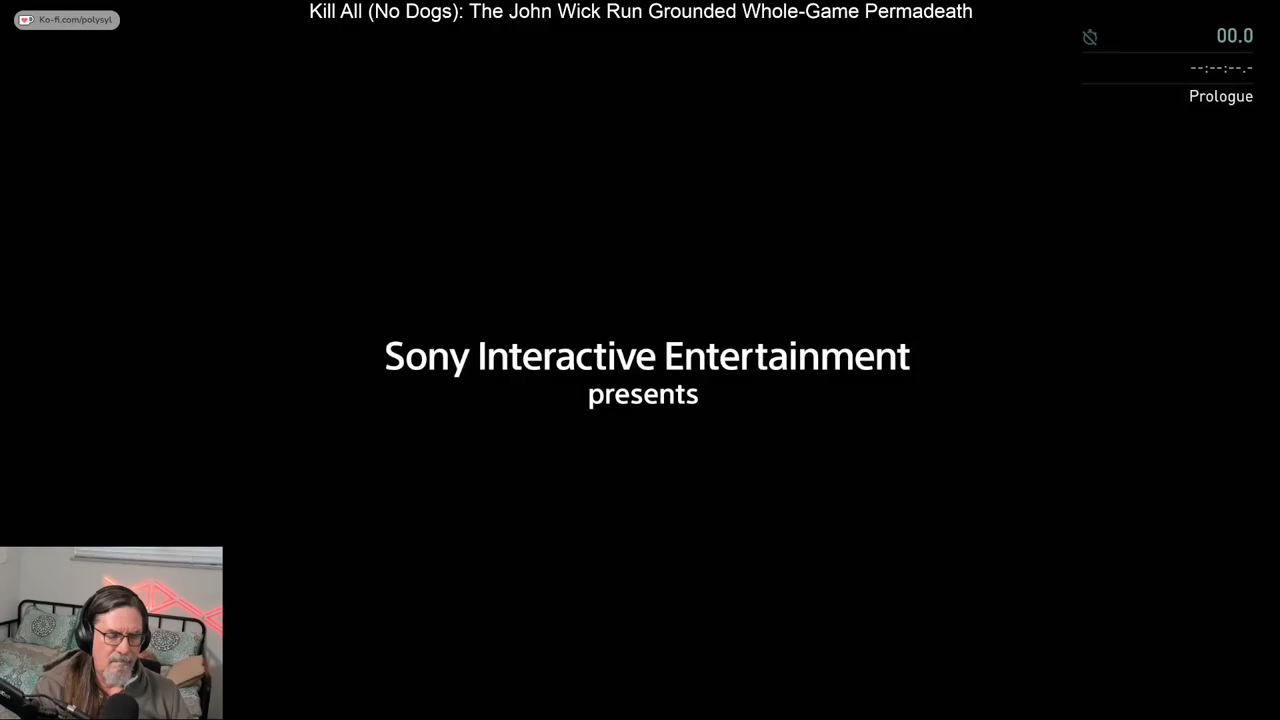 Ko-fi.com/polysyl
Kill All (No Dogs): The John Wick Run Grounded Whole-Game Permadeath
00.0
--:--:--.-
Prologue
Sony Interactive Entertainment
presents